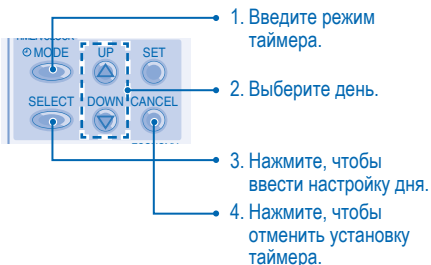 1. Введите режим
таймера.
MODE UP SET
2. Выберите день.
SELECT DOWN CANCEL
3. Нажмите, чтобы
ввести настройку дня.
4. Нажмите, чтобы
отменить установку
таймера.